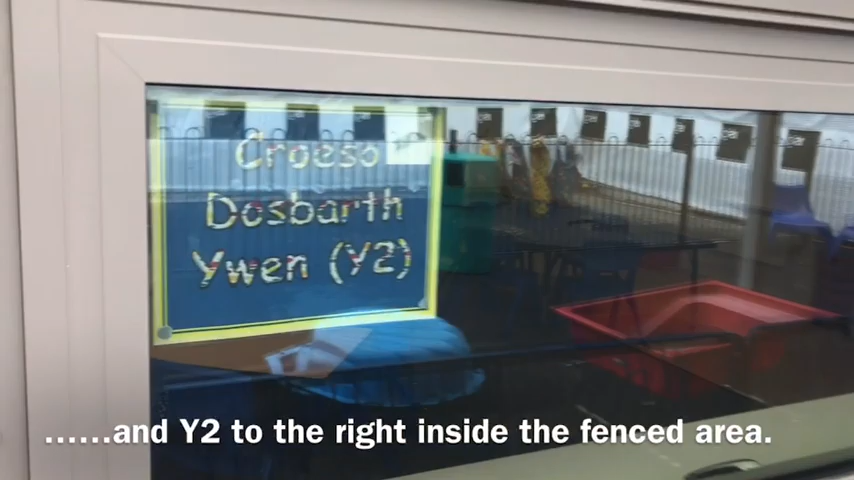 Croeso
Dosbarth
Ywen (Y2)
......and Y2 to the right inside the fenced area.